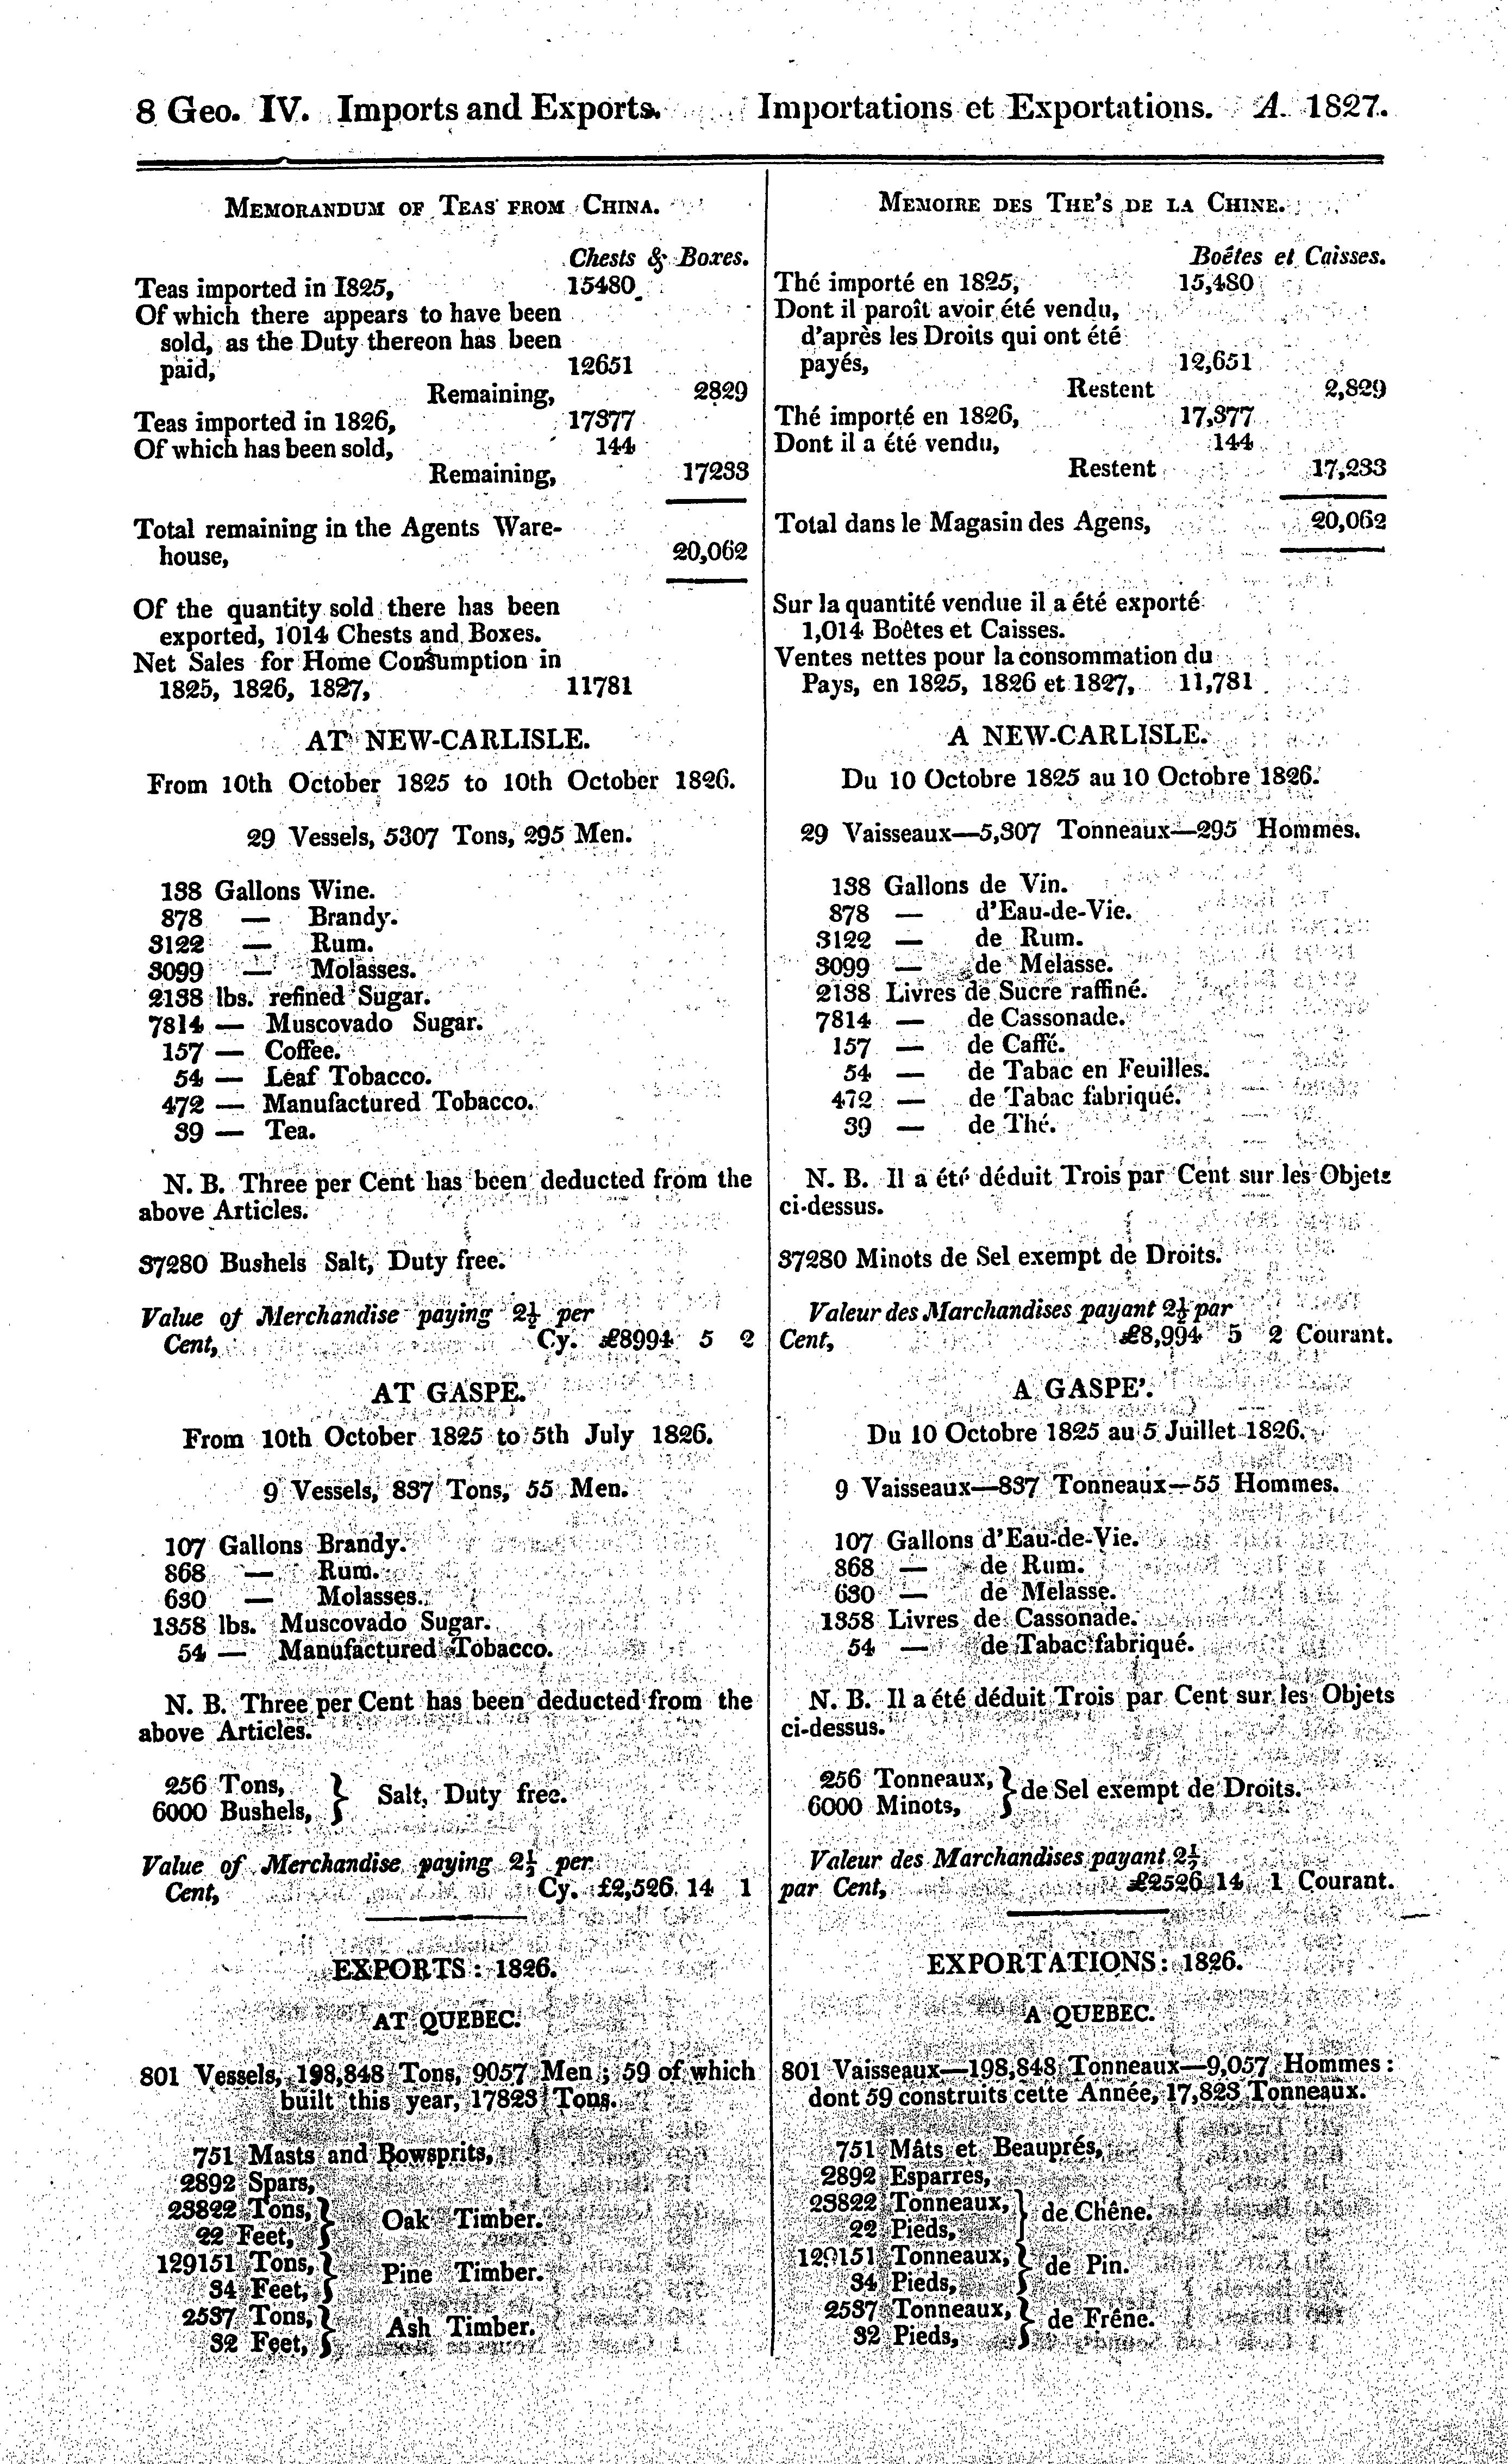 8 Geo. IV. Imports and Exports. Importations et Exportations. A. 1827.
MEMORANDUM OF TEAS FROM CHINA.
Chests & Boxes.
Teas imported in 1825, 15480
Of which there appears to have been
sold, as the Duty thereon has been
paid, 12651
Remaining, 2829
Teas imported in 1826, 17377
Of which has been sold, 144
Remaining, 17233
Total remaining in the Agents Ware-
house, 20,062
Of the quantity sold there has been
exported, 1014 Chests and Boxes.
Net Sales for Home Consumption in
1825, 1826, 1827, 11781
AT NEW-CARLISLE.
From 10th October 1825 to 10th October 1826.
29 Vessels, 5307 Tons, 295 Men.
138 Gallons Wine.
878 — Brandy.
3122 — Rum.
3099 — Molasses.
2138 lbs. refined Sugar.
7814 — Muscovado Sugar.
157 — Coffee.
54 — Leaf Tobacco.
472 — Manufactured Tobacco.
39 — Tea.
N. B. Three per Cent has been deducted from the
above Articles.
37280 Bushels Salt, Duty free.
Value of Merchandise paying 2½ per
Cent, Cy. £8994 5 2
AT GASPE.
From 10th October 1825 to 5th July 1826.
9 Vessels, 837 Tons, 55 Men.
107 Gallons Brandy.
868 — Rum.
630 — Molasses.
1358 lbs. Muscovado Sugar.
54 — Manufactured Tobacco.
N. B. Three per Cent has been deducted from the
above Articles.
256 Tons,
6000 Bushels, } Salt, Duty free.
Value of Merchandise paying 2½ per
Cent, Cy. £2,526 14 1
EXPORTS: 1826.
AT QUEBEC.
801 Vessels, 198,848 Tons, 9057 Men; 59 of which
built this year, 17823 Tons.
751 Masts and Bowsprits,
2892 Spars,
23822 Tons,
22 Feet, } Oak Timber.
129151 Tons,
34 Feet, } Pine Timber.
2537 Tons,
32 Feet, } Ash Timber.
MEMOIRE DES THE'S DE LA CHINE.
Boêtes et Caisses.
Thé importé en 1825, 15,480
Dont il paroît avoir été vendu,
d'après les Droits qui ont été
payés, 12,651
Restent 2,829
Thé importé en 1826, 17,377
Dont il a été vendu, 144
Restent 17,233
Total dans le Magasin des Agens, 20,062
Sur la quantité vendue il a été exporté
1,014 Boêtes et Caisses.
Ventes nettes pour la consommation du
Pays, en 1825, 1826 et 1827, 11,781
A NEW-CARLISLE.
Du 10 Octobre 1825 au 10 Octobre 1826.
29 Vaisseaux—5,307 Tonneaux—295 Hommes.
138 Gallons de Vin.
878 — d'Eau-de-Vie.
3122 — de Rum.
3099 — de Melasse.
2138 Livres de Sucre raffiné.
7814 — de Cassonade.
157 — de Caffé.
54 — de Tabac en Feuilles.
472 — de Tabac fabriqué.
39 — de Thé.
N. B. Il a été déduit Trois par Cent sur les Objets
ci-dessus.
37280 Minots de Sel exempt de Droits.
Valeur des Marchandises payant 2½ par
Cent, £8,994 5 2 Courant.
A GASPE'.
Du 10 Octobre 1825 au 5 Juillet 1826.
9 Vaisseaux—837 Tonneaux—55 Hommes.
107 Gallons d'Eau-de-Vie.
868 — de Rum.
630 — de Melasse.
1358 Livres de Cassonade.
54 — de Tabac fabriqué.
N. B. Il a été déduit Trois par Cent sur les Objets
ci-dessus.
256 Tonneaux,
6000 Minots, } de Sel exempt de Droits.
Valeur des Marchandises payant 2½
par Cent, £2526 14 1 Courant.
EXPORTATIONS: 1826.
A QUEBEC.
801 Vaisseaux—198,848 Tonneaux—9,057 Hommes:
dont 59 construits cette Année, 17,823 Tonneaux.
751 Mâts et Beauprés,
2892 Esparres,
23822 Tonneaux,
22 Pieds, } de Chêne.
129151 Tonneaux,
34 Pieds, } de Pin.
2537 Tonneaux,
32 Pieds, } de Frêne.